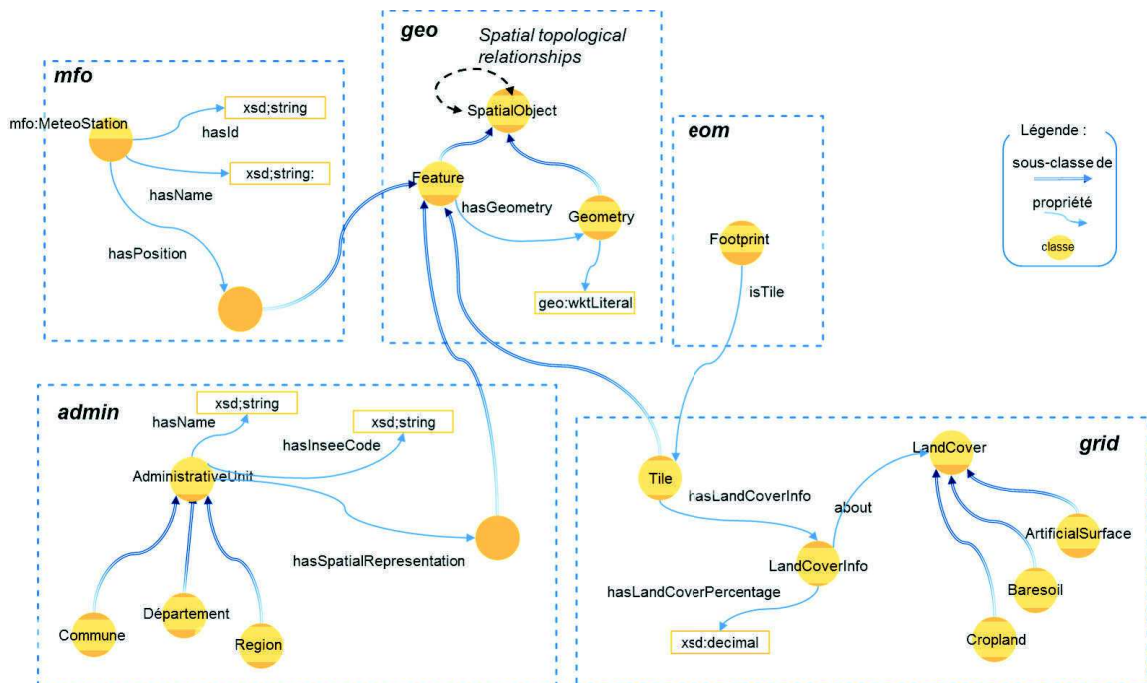 mfo
mfo:MeteoStation
xsd;string
hasId
xsd;string:
hasName
hasPosition
geo
Spatial topological
relationships
SpatialObject
Feature
hasGeometry
Geometry
geo:wktLiteral
eom
Footprint
isTile
Légende :
sous-classe de
propriété
classe
admin
hasName
xsd;string
xsd;string
hasInseeCode
AdministrativeUnit
hasSpatialRepresentation
Commune
Département
Region
grid
LandCover
Tile
hasLandCoverInfo
about
ArtificialSurface
LandCoverInfo
Baresoil
hasLandCoverPercentage
Cropland
xsd:decimal